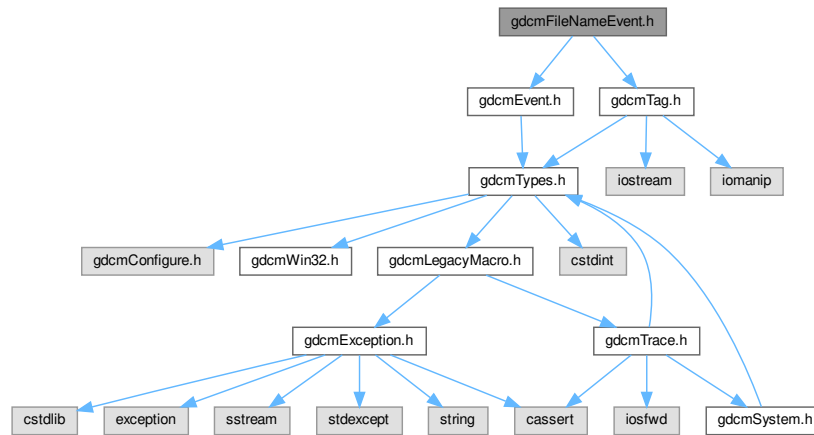 gdcmFileNameEvent.h
gdcmEvent.h
gdcmTag.h
gdcmTypes.h
iostream
iomanip
gdcmConfigure.h
gdcmWin32.h
gdcmLegacyMacro.h
cstdint
gdcmException.h
gdcmTrace.h
cstdlib
exception
sstream
stdexcept
string
cassert
iosfwd
gdcmSystem.h